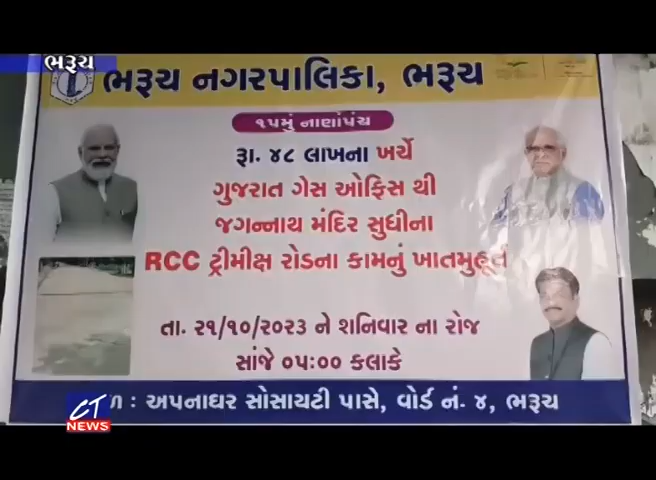 ભરૂચ
ભરૂચ નગરપાલિકા, ભરૂચ
૧૫મું નાણાંપંચ
રૂા. ૪૮ લાખના ખર્ચે
ગુજરાત ગેસ ઓફિસ થી
જગન્નાથ મંદિર સુધીના
RCC ટ્રીમીક્ષ રોડના કામનું ખાતમુહૂર્ત
તા. ૨૧/૧૦/૨૦૨૩ ને શનિવાર ના રોજ
સાંજે ૦૫:૦૦ કલાકે
: અપનાઘર સોસાયટી પાસે, વોર્ડ નં. ૪, ભરૂચ
CT
NEWS